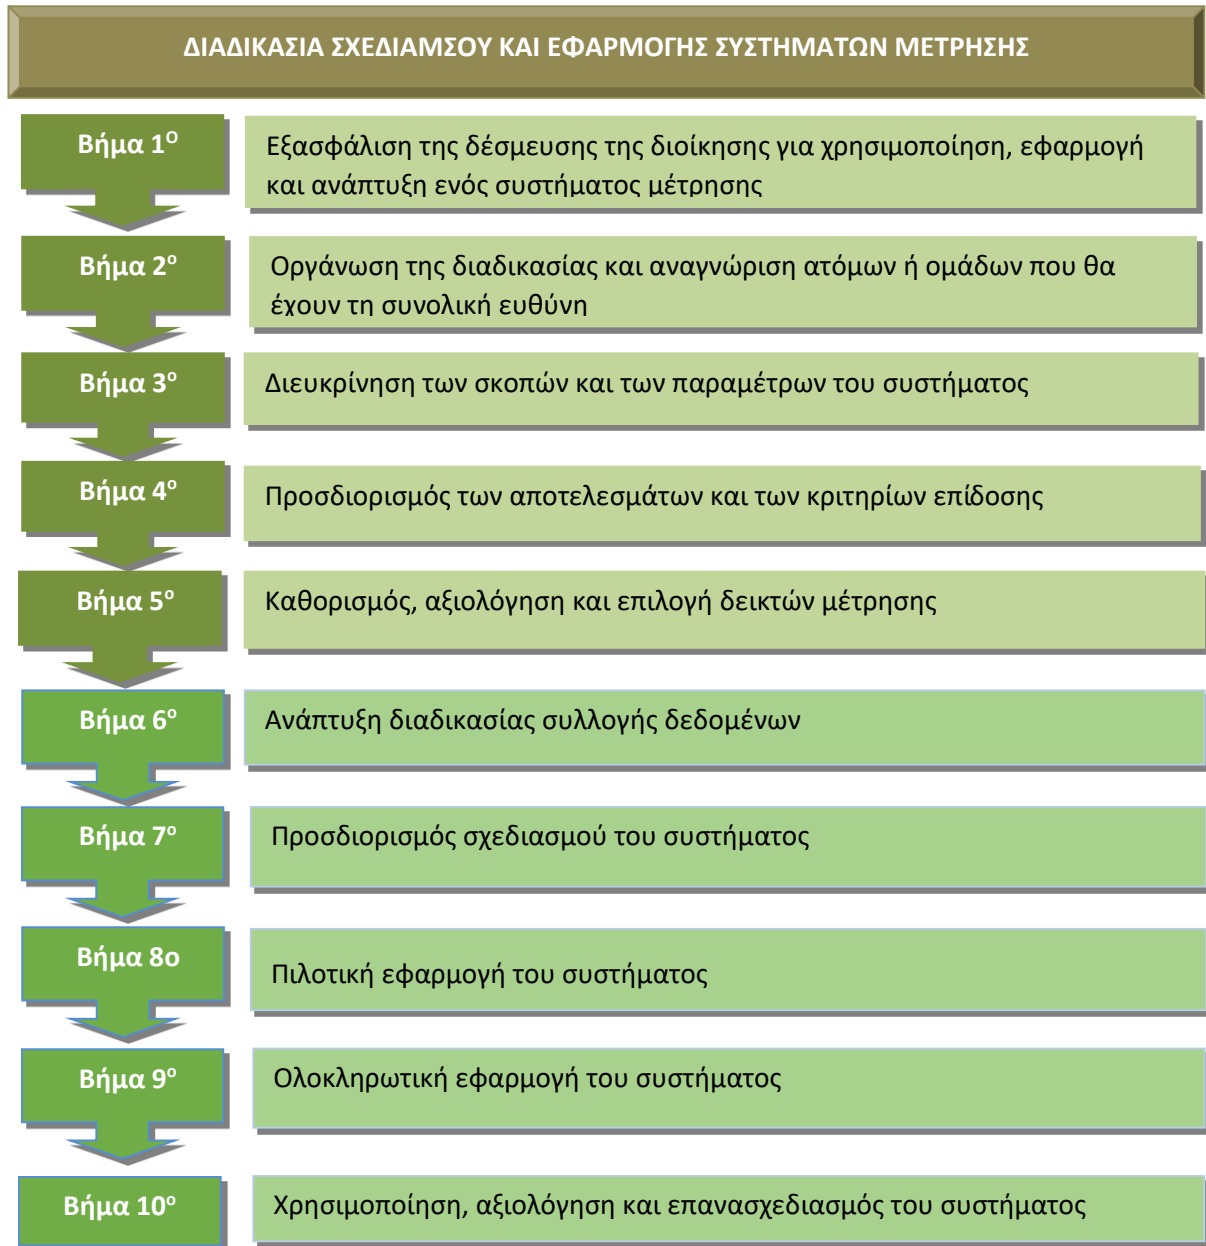 ΔΙΑΔΙΚΑΣΙΑ ΣΧΕΔΙΑΜΣΟΥ ΚΑΙ ΕΦΑΡΜΟΓΗΣ ΣΥΣΤΗΜΑΤΩΝ ΜΕΤΡΗΣΗΣ
Βήμα 1ο
Εξασφάλιση της δέσμευσης της διοίκησης για χρησιμοποίηση, εφαρμογή
και ανάπτυξη ενός συστήματος μέτρησης
Βήμα 2ο
Οργάνωση της διαδικασίας και αναγνώριση ατόμων ή ομάδων που θα
έχουν τη συνολική ευθύνη
Βήμα 3ο
Διευκρίνηση των σκοπών και των παραμέτρων του συστήματος
Βήμα 4ο
Προσδιορισμός των αποτελεσμάτων και των κριτηρίων επίδοσης
Βήμα 5ο
Καθορισμός, αξιολόγηση και επιλογή δεικτών μέτρησης
Βήμα 6ο
Ανάπτυξη διαδικασίας συλλογής δεδομένων
Βήμα 7ο
Προσδιορισμός σχεδιασμού του συστήματος
Βήμα 8ο
Πιλοτική εφαρμογή του συστήματος
Βήμα 9ο
Ολοκληρωτική εφαρμογή του συστήματος
Βήμα 10ο
Χρησιμοποίηση, αξιολόγηση και επανασχεδιασμός του συστήματος